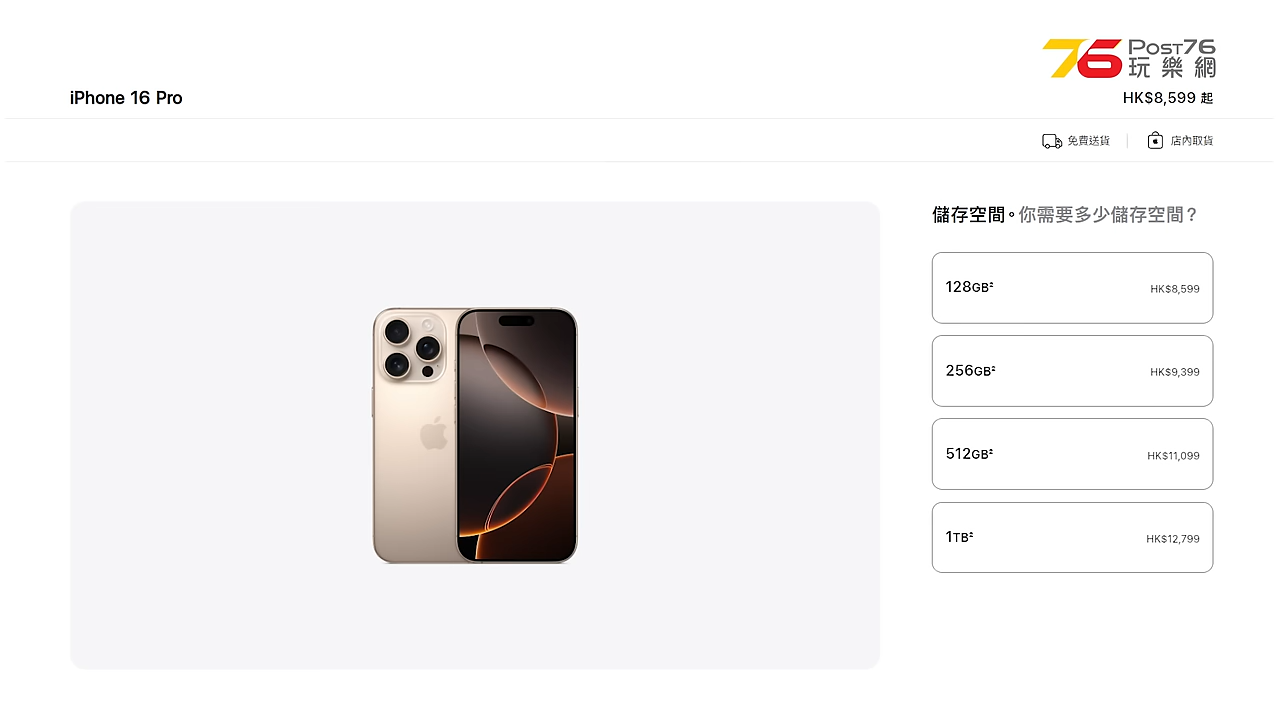 76 POST76
玩樂網
iPhone 16 Pro
HK$8,599 起
免費送貨
店內取貨
儲存空間。你需要多少儲存空間？
128GB²
HK$8,599
256GB²
HK$9,399
512GB²
HK$11,099
1TB²
HK$12,799